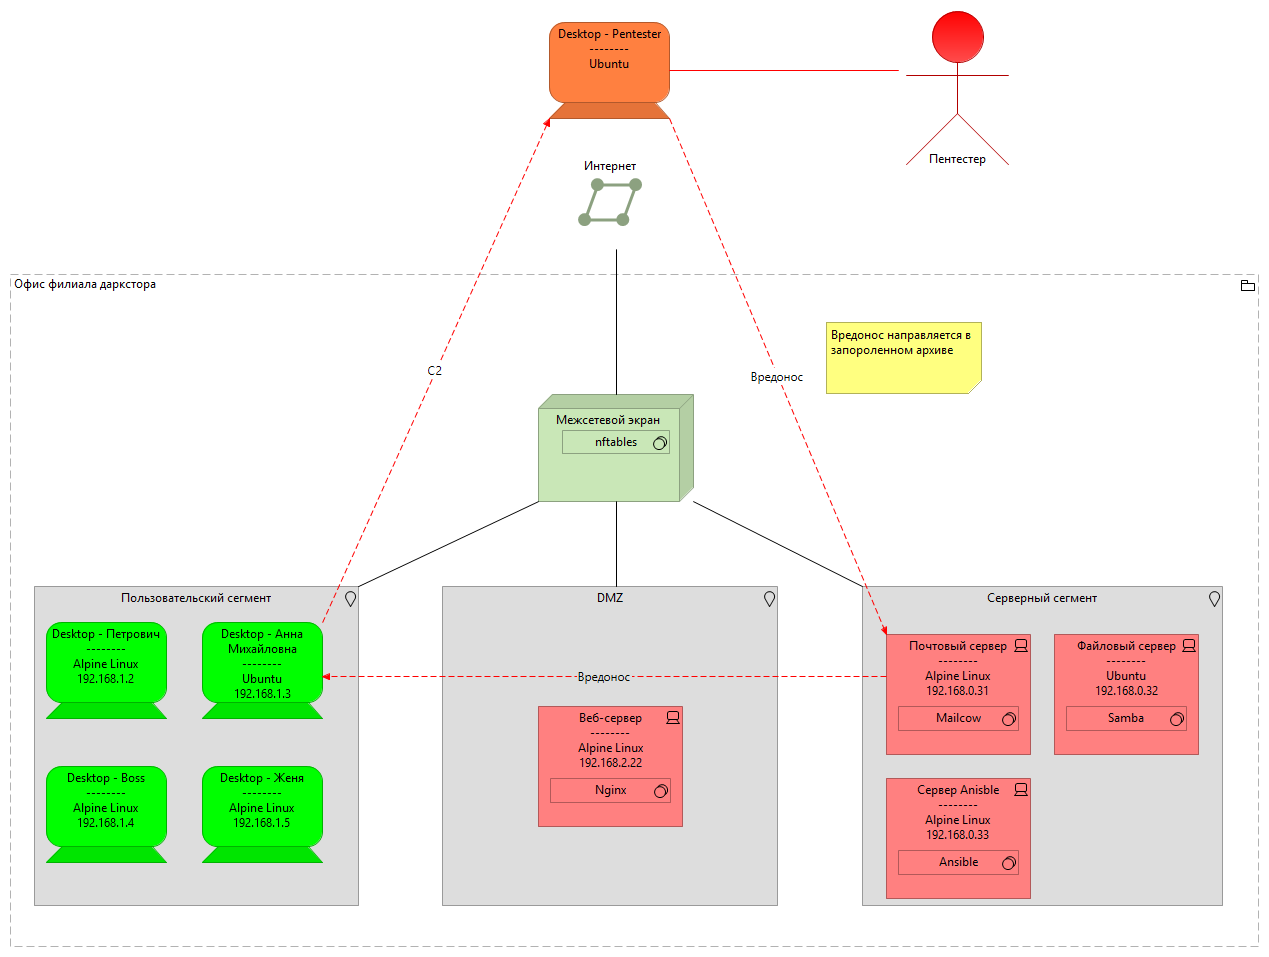 Desktop - Pentester
--------
Ubuntu
Пентестер
Интернет
Офис филиала даркстора
Вредонос направляется в
запороленном архиве
C2
Вредонос
Межсетевой экран
nftables
Пользовательский сегмент
Desktop - Петрович
--------
Alpine Linux
192.168.1.2
Desktop - Анна
Михайловна
--------
Ubuntu
192.168.1.3
Desktop - Boss
--------
Alpine Linux
192.168.1.4
Desktop - Женя
--------
Alpine Linux
192.168.1.5
DMZ
Вредонос
Веб-сервер
--------
Alpine Linux
192.168.2.22
Nginx
Серверный сегмент
Почтовый сервер
--------
Alpine Linux
192.168.0.31
Mailcow
Файловый сервер
--------
Ubuntu
192.168.0.32
Samba
Сервер Anisble
--------
Alpine Linux
192.168.0.33
Ansible